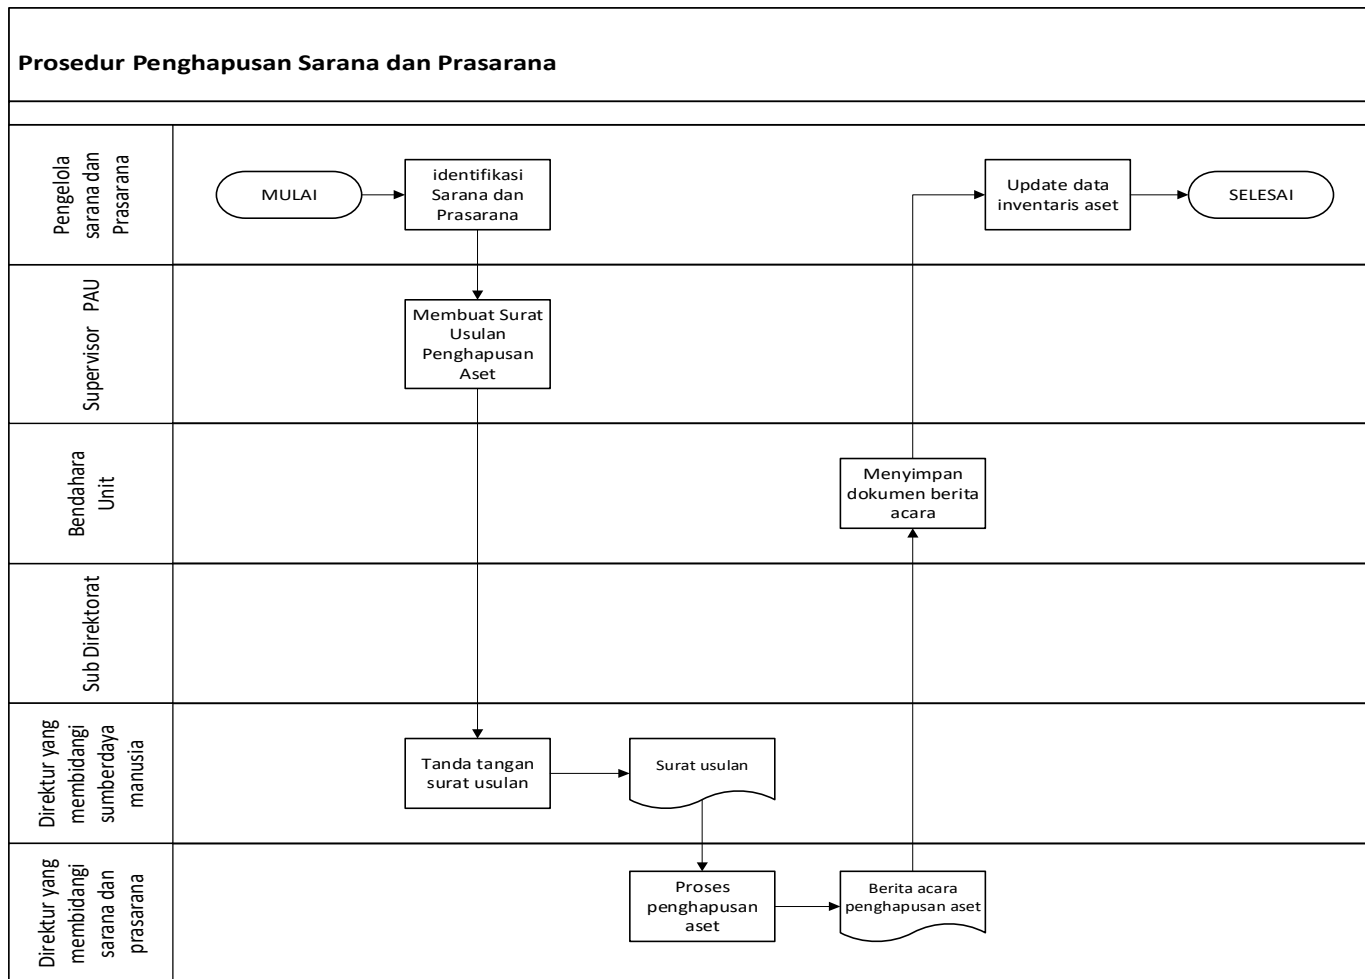 Prosedur Penghapusan Sarana dan Prasarana
Pengelola
sarana dan
Prasarana
MULAI
identifikasi
Sarana dan
Prasarana
Update data
inventaris aset
SELESAI
Supervisor PAU
Membuat Surat
Usulan
Penghapusan
Aset
Bendahara
Unit
Menyimpan
dokumen berita
acara
Sub Direktorat
Direktur yang
membidangi
sumberdaya
manusia
Tanda tangan
surat usulan
Surat usulan
Direktur yang
membidangi
sarana dan
prasarana
Proses
penghapusan
aset
Berita acara
penghapusan aset